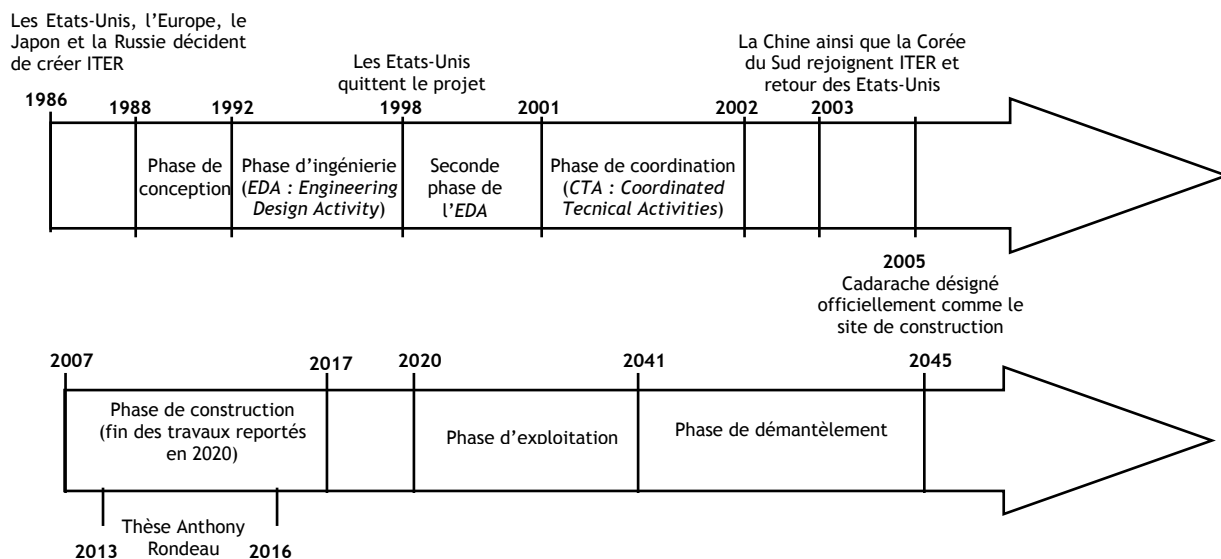 Les Etats-Unis, l'Europe, le
Japon et la Russie décident
de créer ITER
Les Etats-Unis
quittent le projet
La Chine ainsi que la Corée
du Sud rejoignent ITER et
retour des Etats-Unis
1986
1988
1992
1998
2001
2002
2003
Phase de
conception
Phase d'ingénierie
(EDA : Engineering
Design Activity)
Seconde
phase de
l'EDA
Phase de coordination
(CTA : Coordinated
Tecnical Activities)
2005
Cadarache désigné
officiellement comme le
site de construction
2007
2017
2020
2041
2045
Phase de construction
(fin des travaux reportés
en 2020)
Phase d'exploitation
Phase de démantèlement
Thèse Anthony
Rondeau
2013
2016